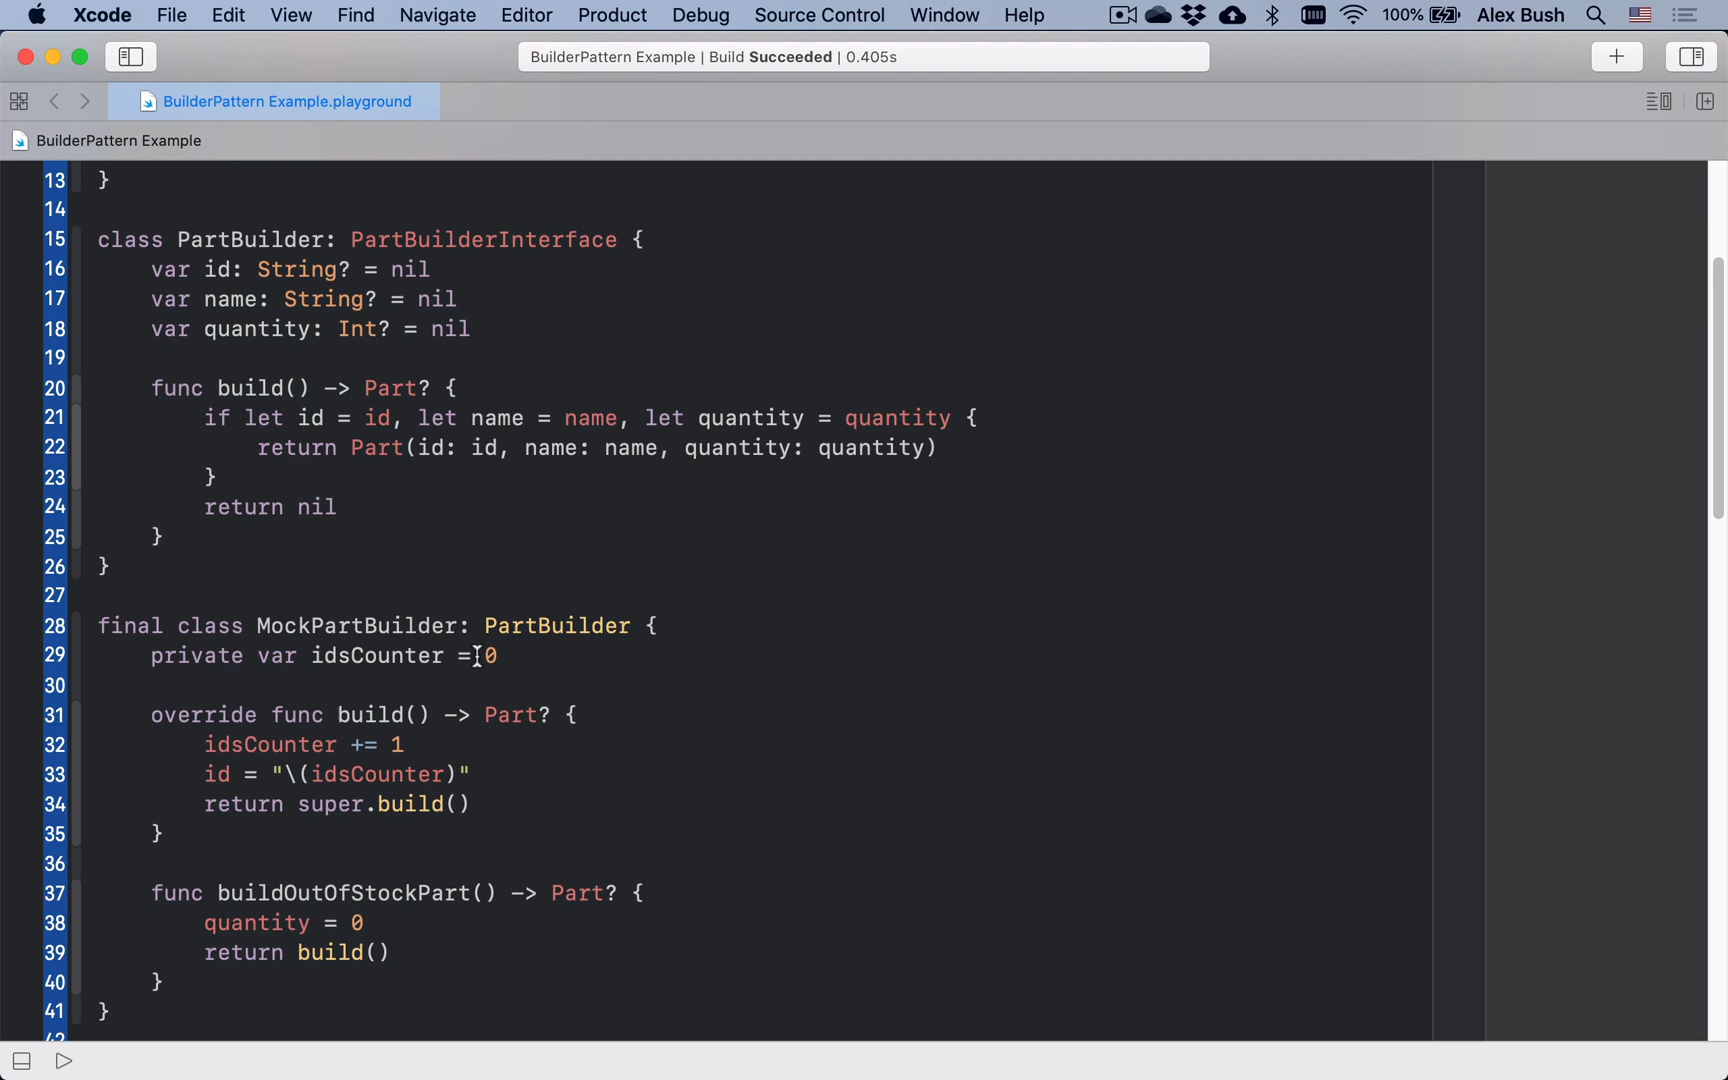 Xcode File Edit View Find Navigate Editor Product Debug Source Control Window Help 100% Alex Bush
BuilderPattern Example | Build Succeeded | 0.405s
BuilderPattern Example.playground
BuilderPattern Example
13 }
14
15 class PartBuilder: PartBuilderInterface {
16 var id: String? = nil
17 var name: String? = nil
18 var quantity: Int? = nil
19
20 func build() -> Part? {
21 if let id = id, let name = name, let quantity = quantity {
22 return Part(id: id, name: name, quantity: quantity)
23 }
24 return nil
25 }
26 }
27
28 final class MockPartBuilder: PartBuilder {
29 private var idsCounter = 0
30
31 override func build() -> Part? {
32 idsCounter += 1
33 id = "\(idsCounter)"
34 return super.build()
35 }
36
37 func buildOutOfStockPart() -> Part? {
38 quantity = 0
39 return build()
40 }
41 }
42